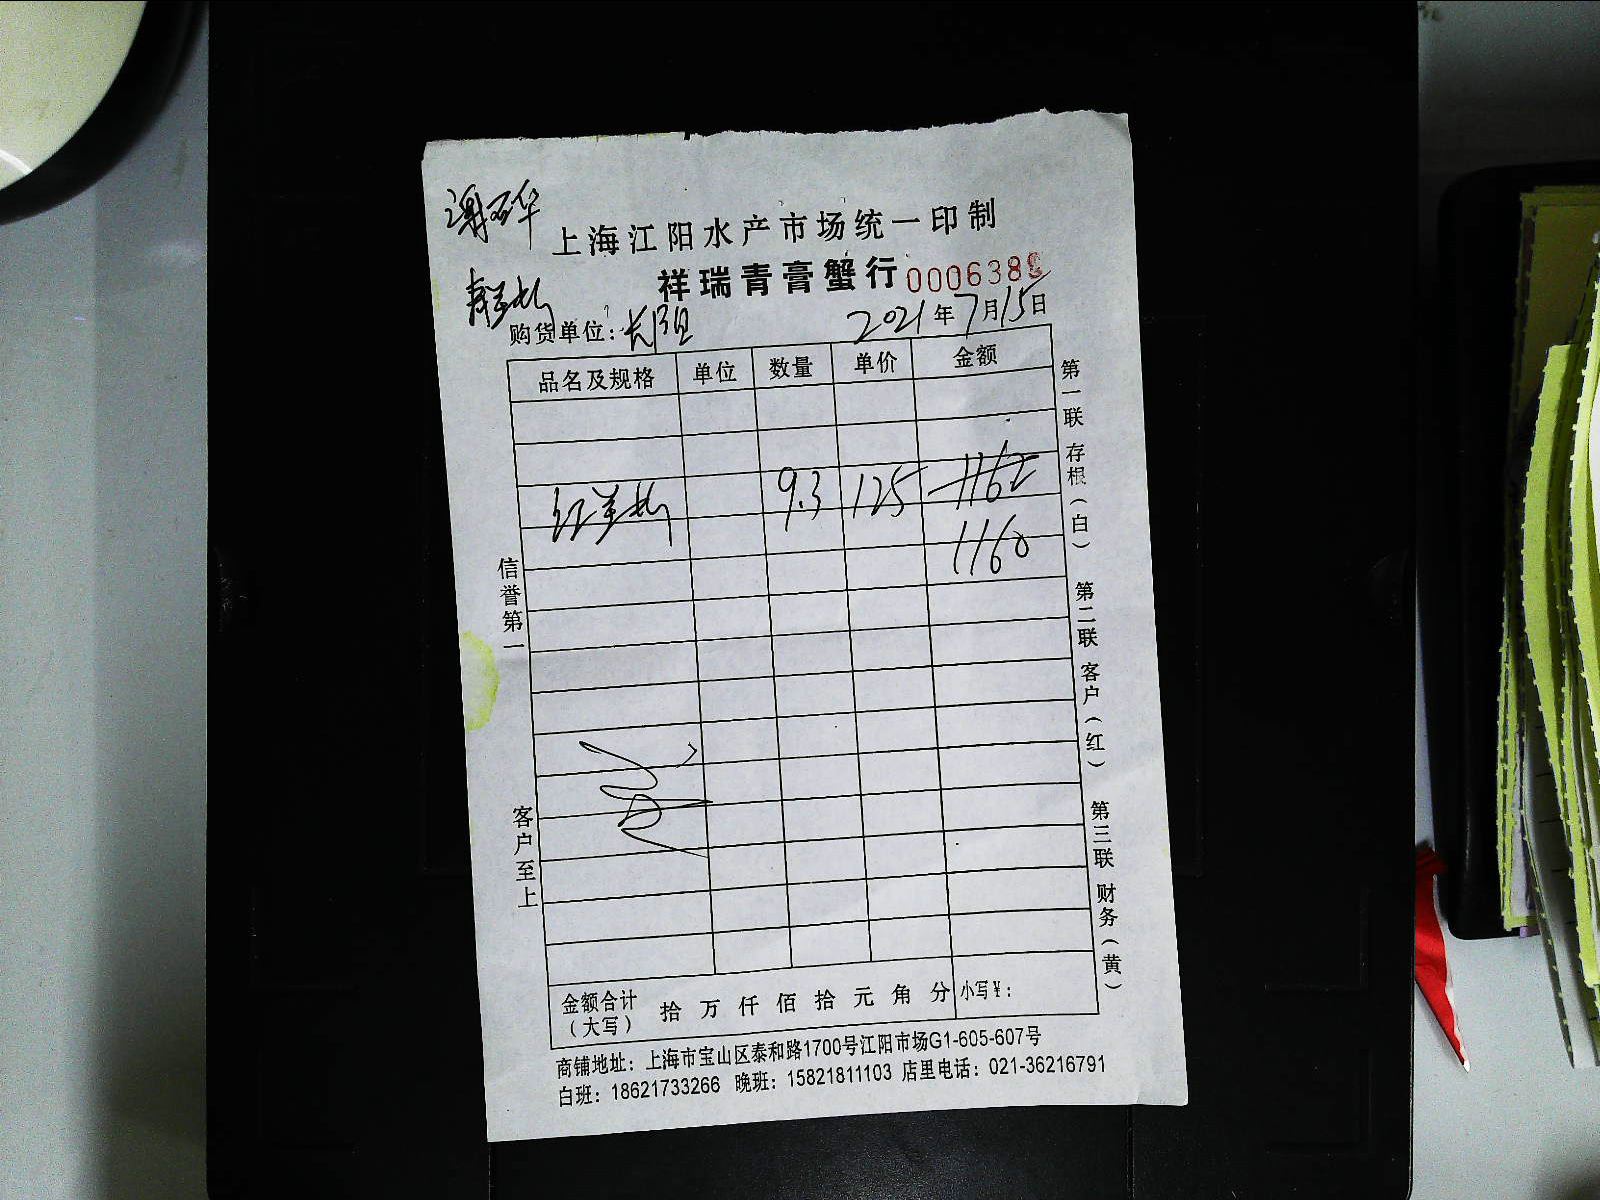 上海江阳水产市场统一印制
祥瑞青膏蟹行 0006388
购货单位：长阳 2021年7月15日
品名及规格 单位 数量 单价 金额
9.3 125 1162
1160
信誉第一
客户至上
第一联 存根（白） 第二联 客户（红） 第三联 财务（黄）
金额合计（大写） 拾 万 仟 佰 拾 元 角 分 小写¥：
商铺地址：上海市宝山区泰和路1700号江阳市场G1-605-607号
白班：18621733266 晚班：15821811103 店里电话：021-36216791